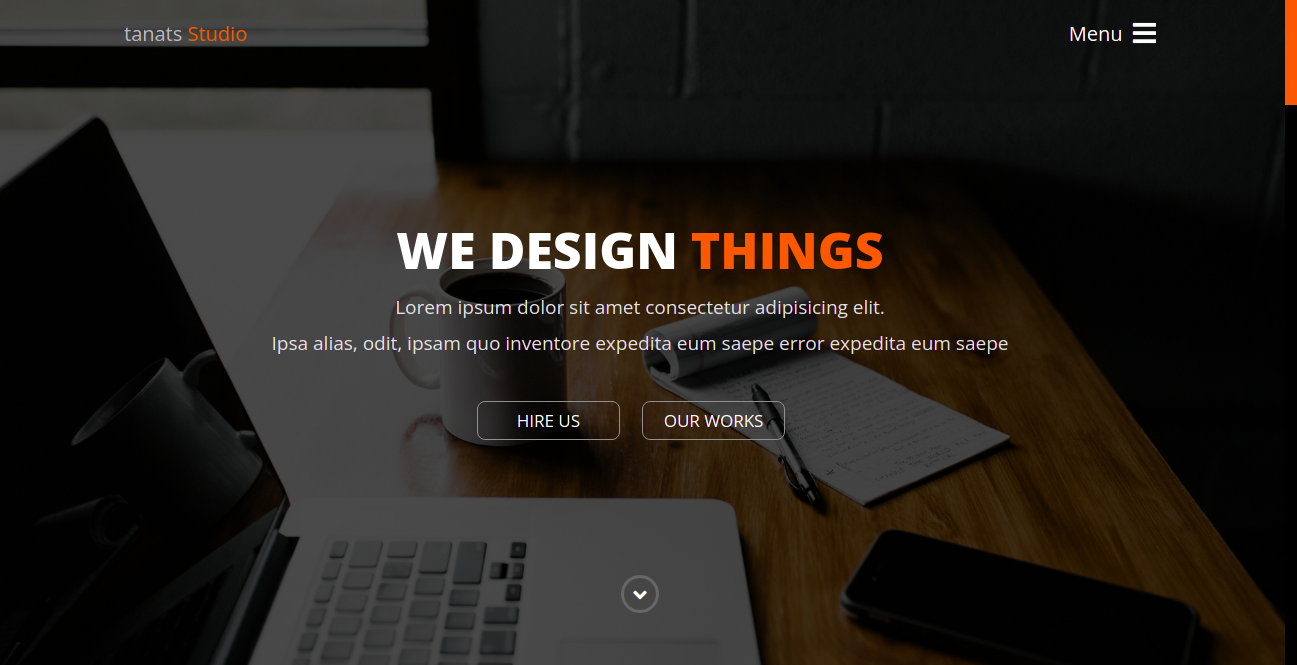 tanats Studio
Menu
WE DESIGN THINGS
Lorem ipsum dolor sit amet consectetur adipisicing elit.
Ipsa alias, odit, ipsam quo inventore expedita eum saepe error expedita eum saepe
HIRE US
OUR WORKS